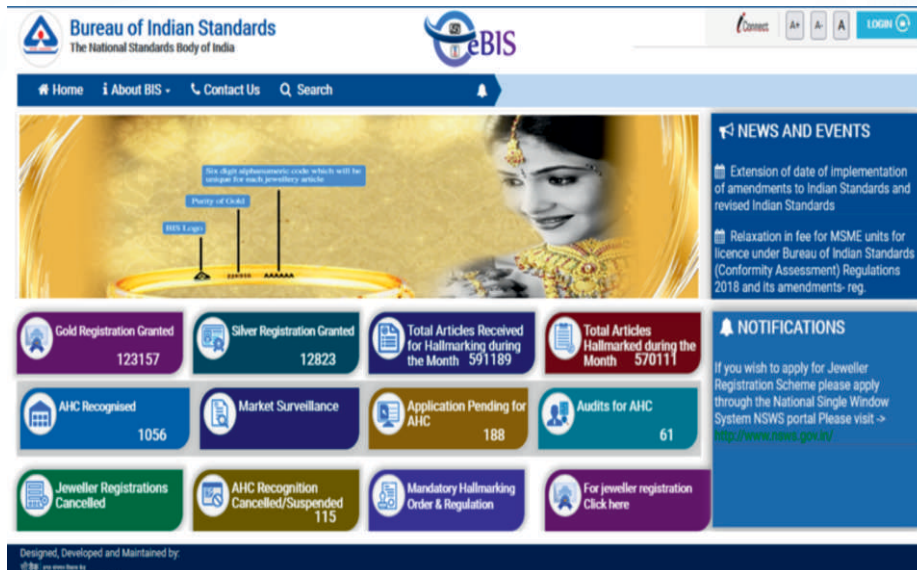 Bureau of Indian Standards
The National Standards Body of India
eBIS
iConnect A+ A- A LOGIN
Home i About BIS Contact Us Search
Six digit alphanumeric code which will be
unique for each jewellery article
Purity of Gold
BIS Logo
NEWS AND EVENTS
Extension of date of implementation
of amendments to Indian Standards and
revised Indian Standards
Relaxation in fee for MSME units for
licence under Bureau of Indian Standards
(Conformity Assessment) Regulations
2018 and its amendments- reg.
Gold Registration Granted
123157
Silver Registration Granted
12823
Total Articles Received
for Hallmarking during
the Month 591189
Total Articles
Hallmarked during the
Month 570111
AHC Recognised
1056
Market Surveillance
Application Pending for
AHC
188
Audits for AHC
61
Jeweller Registrations
Cancelled
AHC Recognition
Cancelled/Suspended
115
Mandatory Hallmarking
Order & Regulation
For jeweller registration
Click here
NOTIFICATIONS
If you wish to apply for Jeweller
Registration Scheme please apply
through the National Single Window
System NSWS portal Please visit ->
http://www.nsws.gov.in/
Designed, Developed and Maintained by: